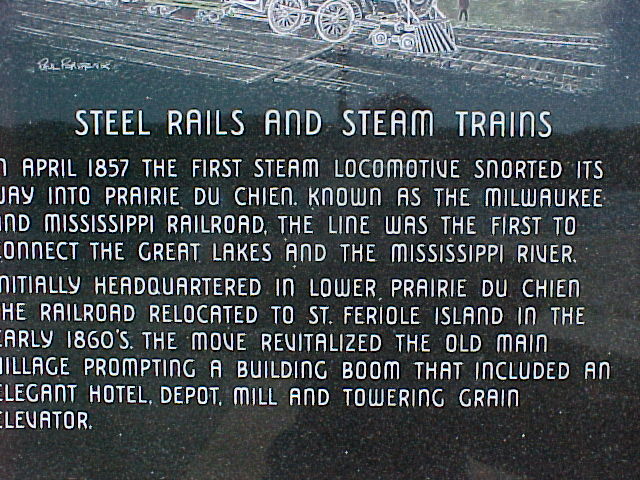 STEEL RAILS AND STEAM TRAINS
N APRIL 1857 THE FIRST STEAM LOCOMOTIVE SNORTED ITS
WAY INTO PRAIRIE DU CHIEN. KNOWN AS THE MILWAUKEE
AND MISSISSIPPI RAILROAD, THE LINE WAS THE FIRST TO
CONNECT THE GREAT LAKES AND THE MISSISSIPPI RIVER.
NITIALLY HEADQUARTERED IN LOWER PRAIRIE DU CHIEN
THE RAILROAD RELOCATED TO ST. FERIOLE ISLAND IN THE
EARLY 1860'S. THE MOVE REVITALIZED THE OLD MAIN
VILLAGE PROMPTING A BUILDING BOOM THAT INCLUDED AN
ELEGANT HOTEL, DEPOT, MILL AND TOWERING GRAIN
ELEVATOR.